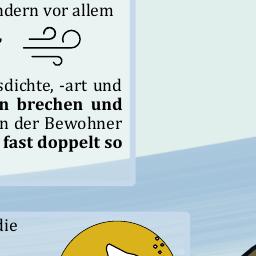 ndern vor allem
sdichte, -art und
n brechen und
n der Bewohner
fast doppelt so
die